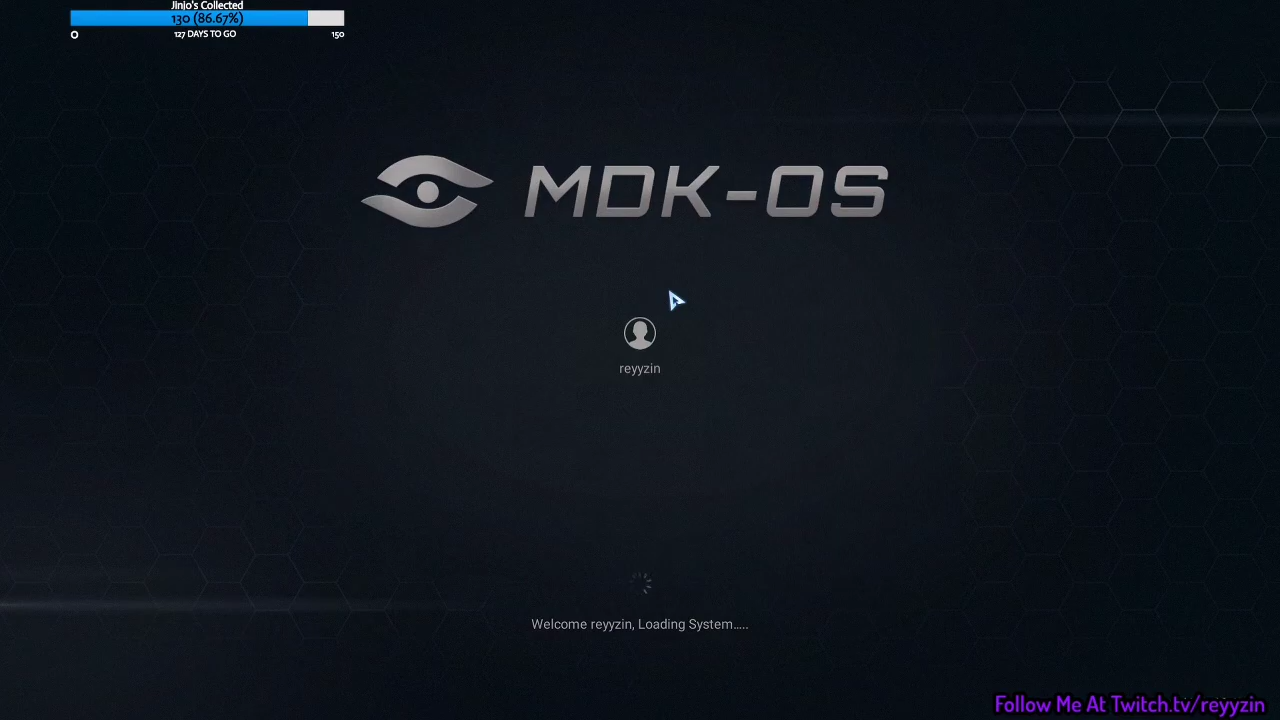 Jinjo's Collected
130 (86.67%)
0 127 DAYS TO GO 150
MDK-OS
reyyzin
Welcome reyyzin, Loading System.....
Follow Me At Twitch.tv/reyyzin